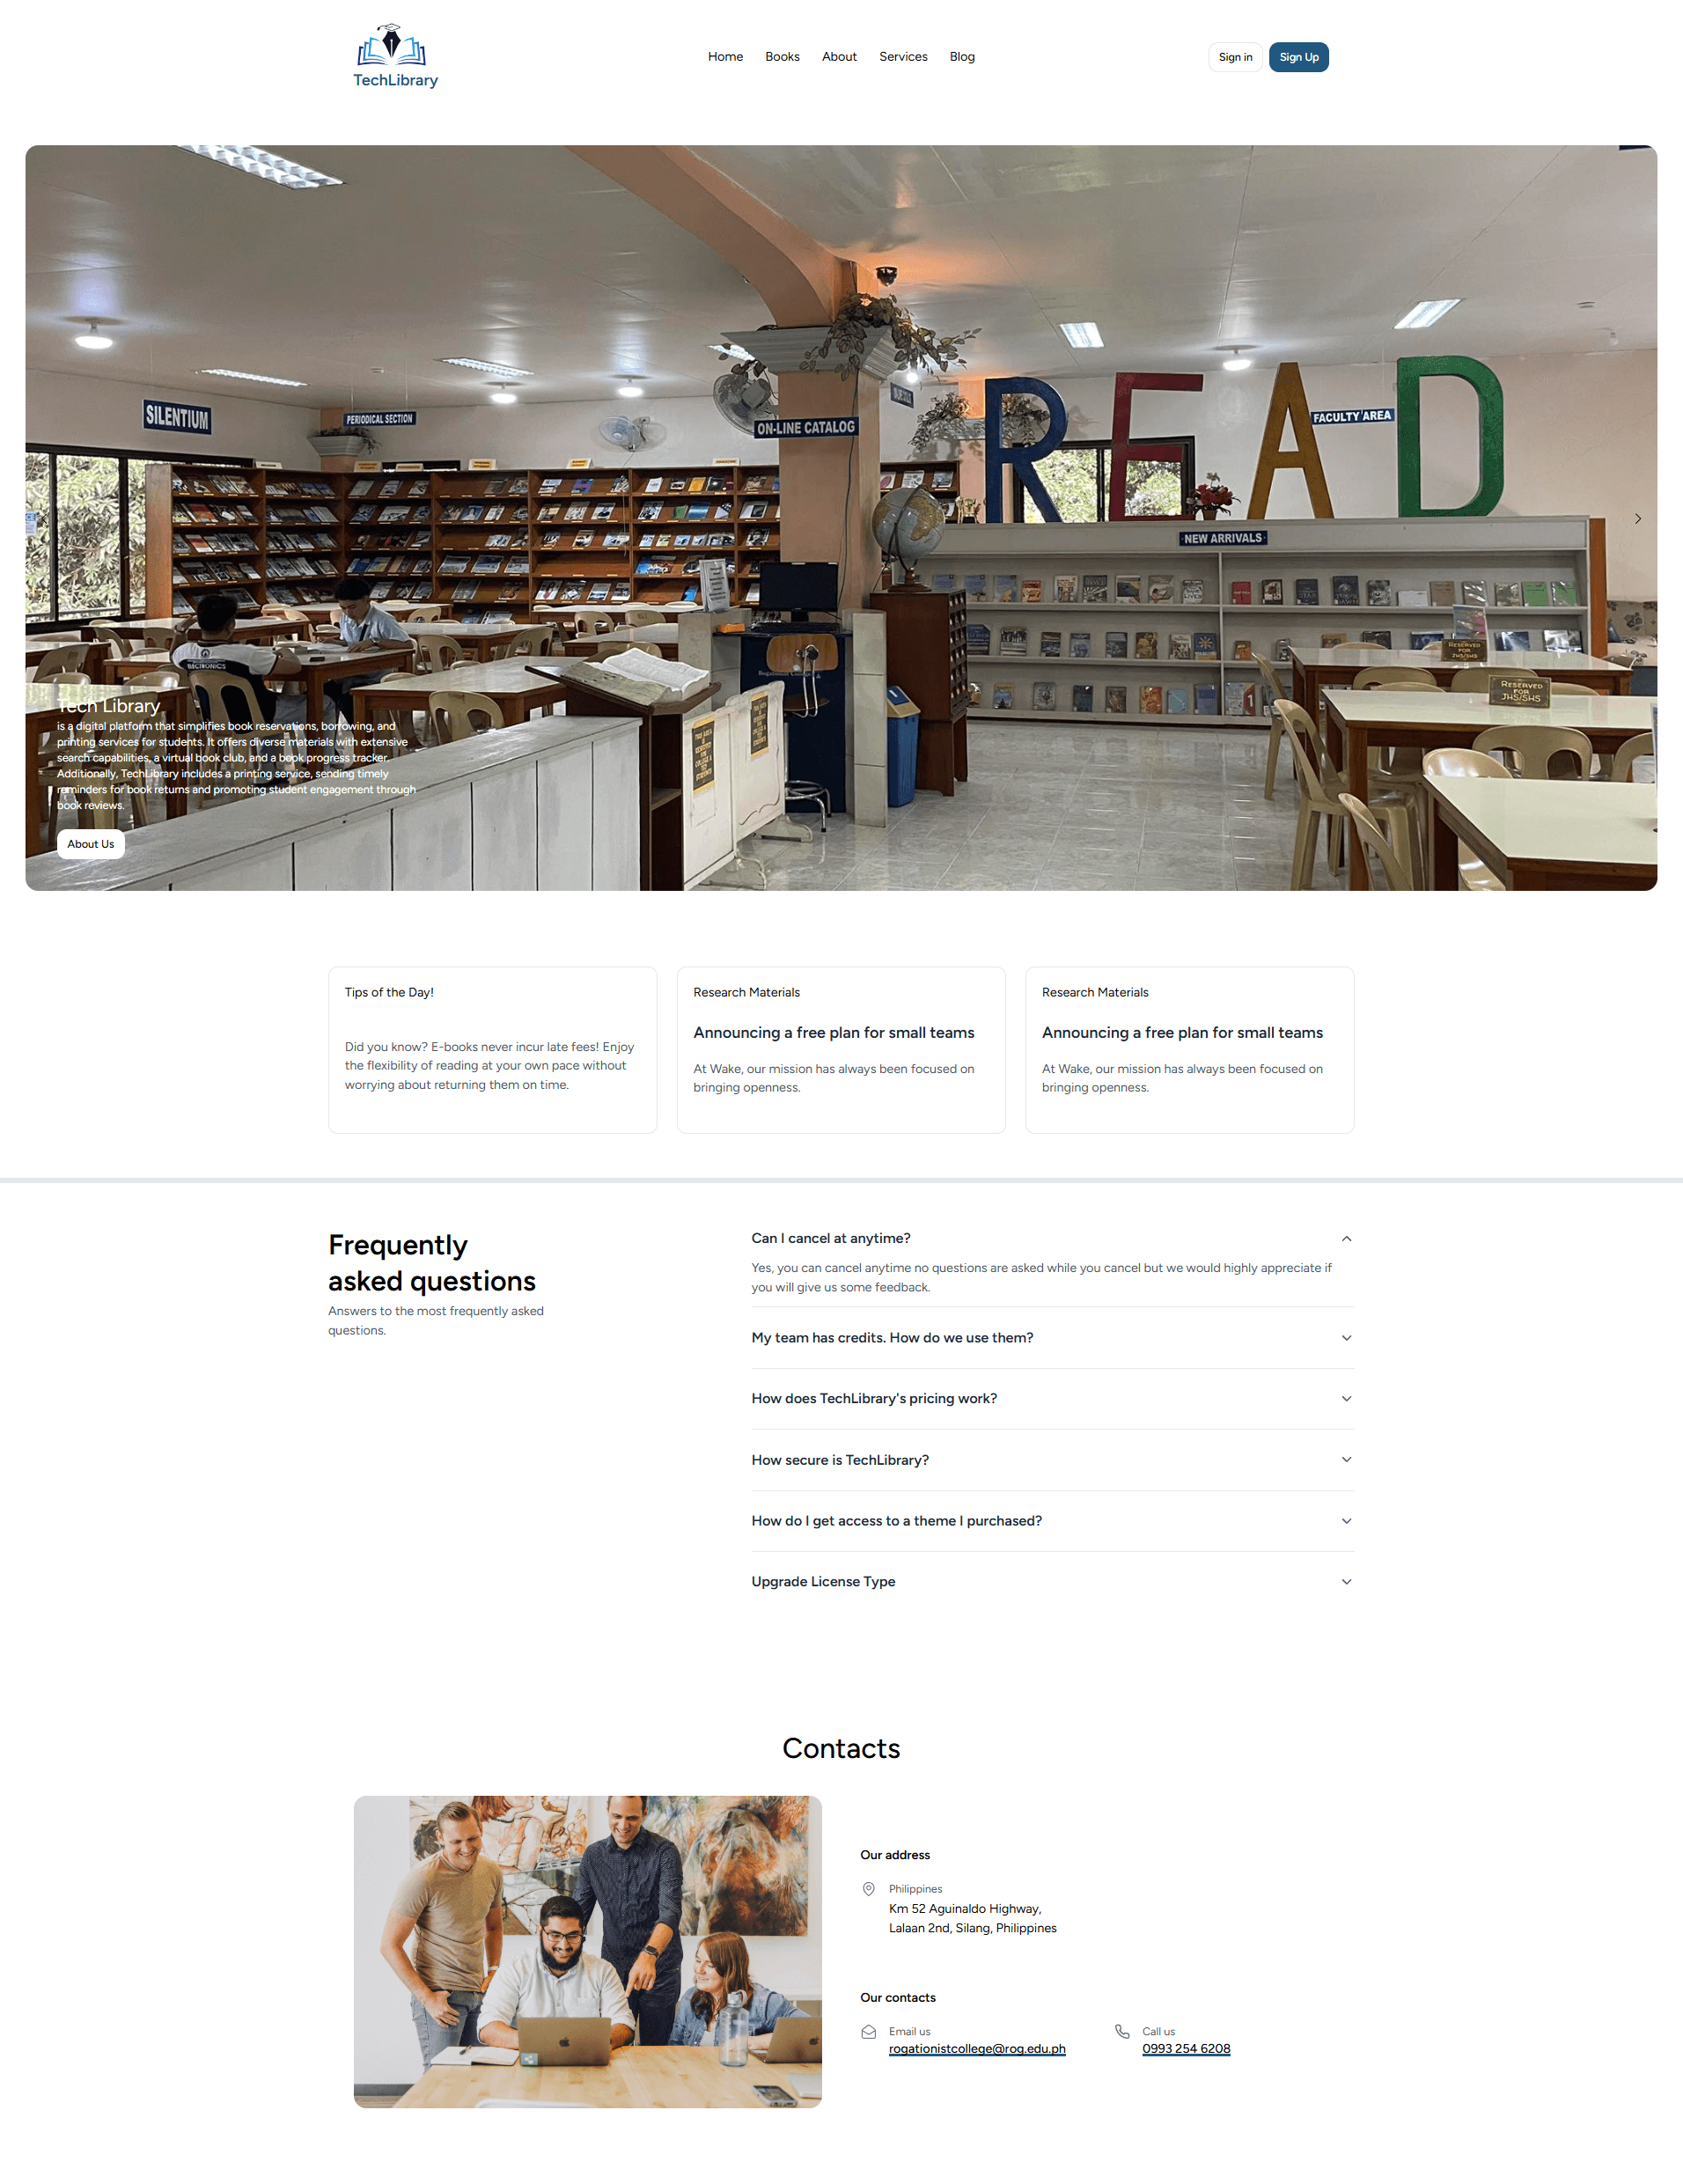 TechLibrary
Home Books About Services Blog
Sign in Sign Up
SILENTIUM
PERIODICAL SECTION
ON-LINE CATALOG
READ
FACULTY AREA
NEW ARRIVALS
RESERVED
FOR
JHS/SHS
RESERVED
FOR
JHS/SHS
Tech Library
is a digital platform that simplifies book reservations, borrowing, and
printing services for students. It offers diverse materials with extensive
search capabilities, a virtual book club, and a book progress tracker.
Additionally, TechLibrary includes a printing service, sending timely
reminders for book returns and promoting student engagement through
book reviews.
About Us
Tips of the Day!
Did you know? E-books never incur late fees! Enjoy
the flexibility of reading at your own pace without
worrying about returning them on time.
Research Materials
Announcing a free plan for small teams
At Wake, our mission has always been focused on
bringing openness.
Research Materials
Announcing a free plan for small teams
At Wake, our mission has always been focused on
bringing openness.
Frequently
asked questions
Answers to the most frequently asked
questions.
Can I cancel at anytime?
Yes, you can cancel anytime no questions are asked while you cancel but we would highly appreciate if
you will give us some feedback.
My team has credits. How do we use them?
How does TechLibrary's pricing work?
How secure is TechLibrary?
How do I get access to a theme I purchased?
Upgrade License Type
Contacts
Our address
Philippines
Km 52 Aguinaldo Highway,
Lalaan 2nd, Silang, Philippines
Our contacts
Email us
rogationistcollege@rog.edu.ph
Call us
0993 254 6208